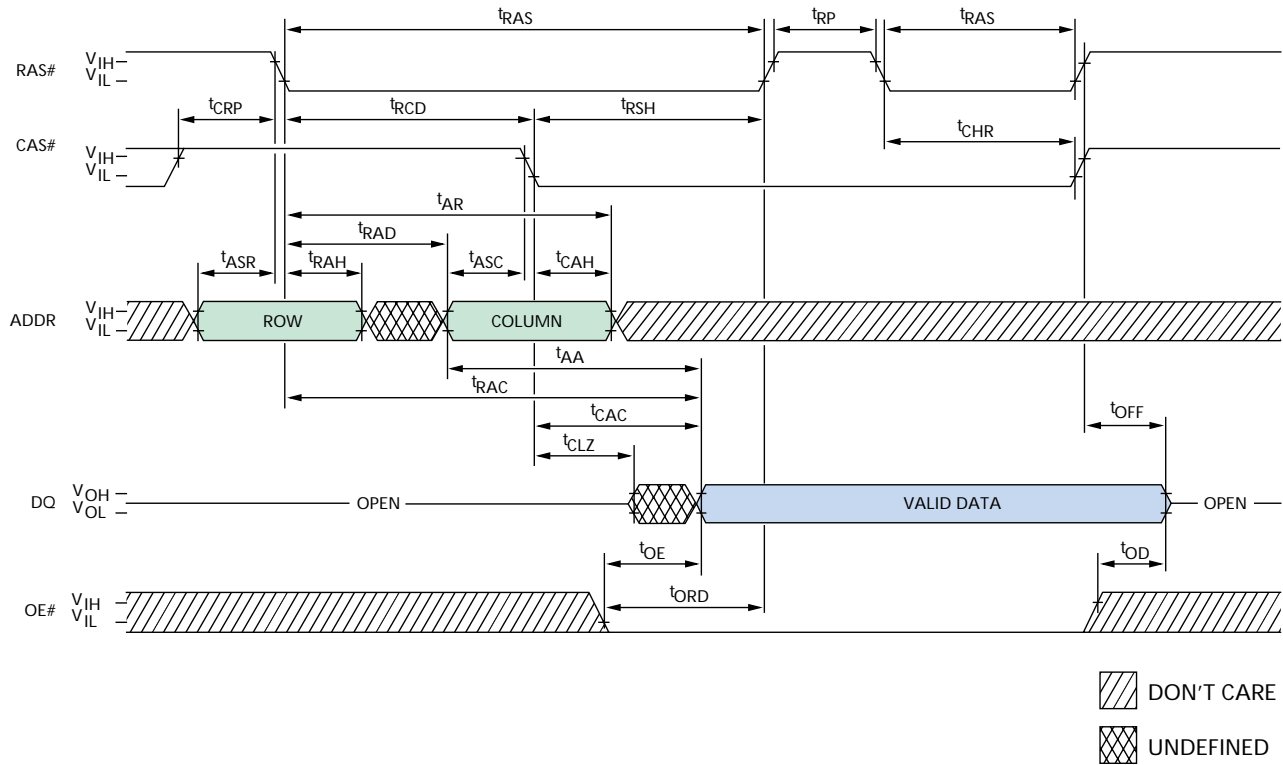 tRAS tRP tRAS
RAS# VIH
VIL
tCRP tRCD tRSH
tCHR
CAS# VIH
VIL
tAR
tRAD
tASR tRAH tASC tCAH
ADDR VIH
VIL
ROW COLUMN
tAA
tRAC
tCAC tOFF
tCLZ
DQ VOH
VOL
OPEN VALID DATA OPEN
tOE tOD
tORD
OE# VIH
VIL
DON'T CARE
UNDEFINED